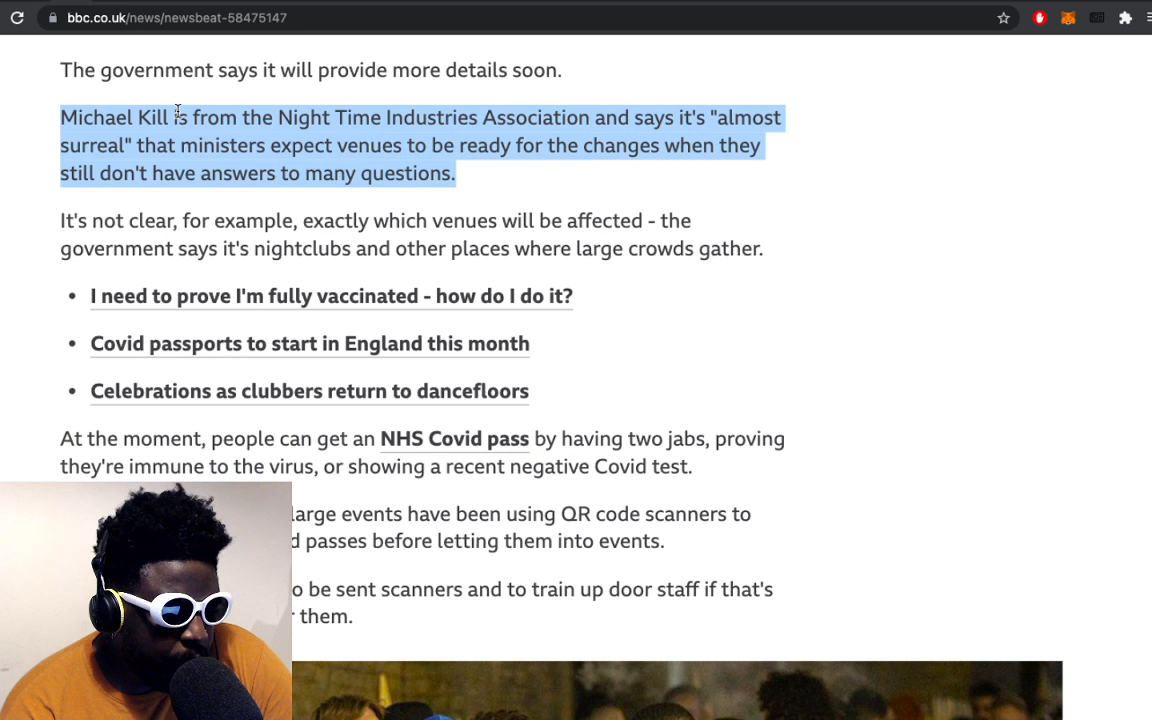 bbc.co.uk/news/newsbeat-58475147
The government says it will provide more details soon.
Michael Kill is from the Night Time Industries Association and says it's "almost
surreal" that ministers expect venues to be ready for the changes when they
still don't have answers to many questions.
It's not clear, for example, exactly which venues will be affected - the
government says it's nightclubs and other places where large crowds gather.
• I need to prove I'm fully vaccinated - how do I do it?
• Covid passports to start in England this month
• Celebrations as clubbers return to dancefloors
At the moment, people can get an NHS Covid pass by having two jabs, proving
they're immune to the virus, or showing a recent negative Covid test.
large events have been using QR code scanners to
passes before letting them into events.
be sent scanners and to train up door staff if that's
them.